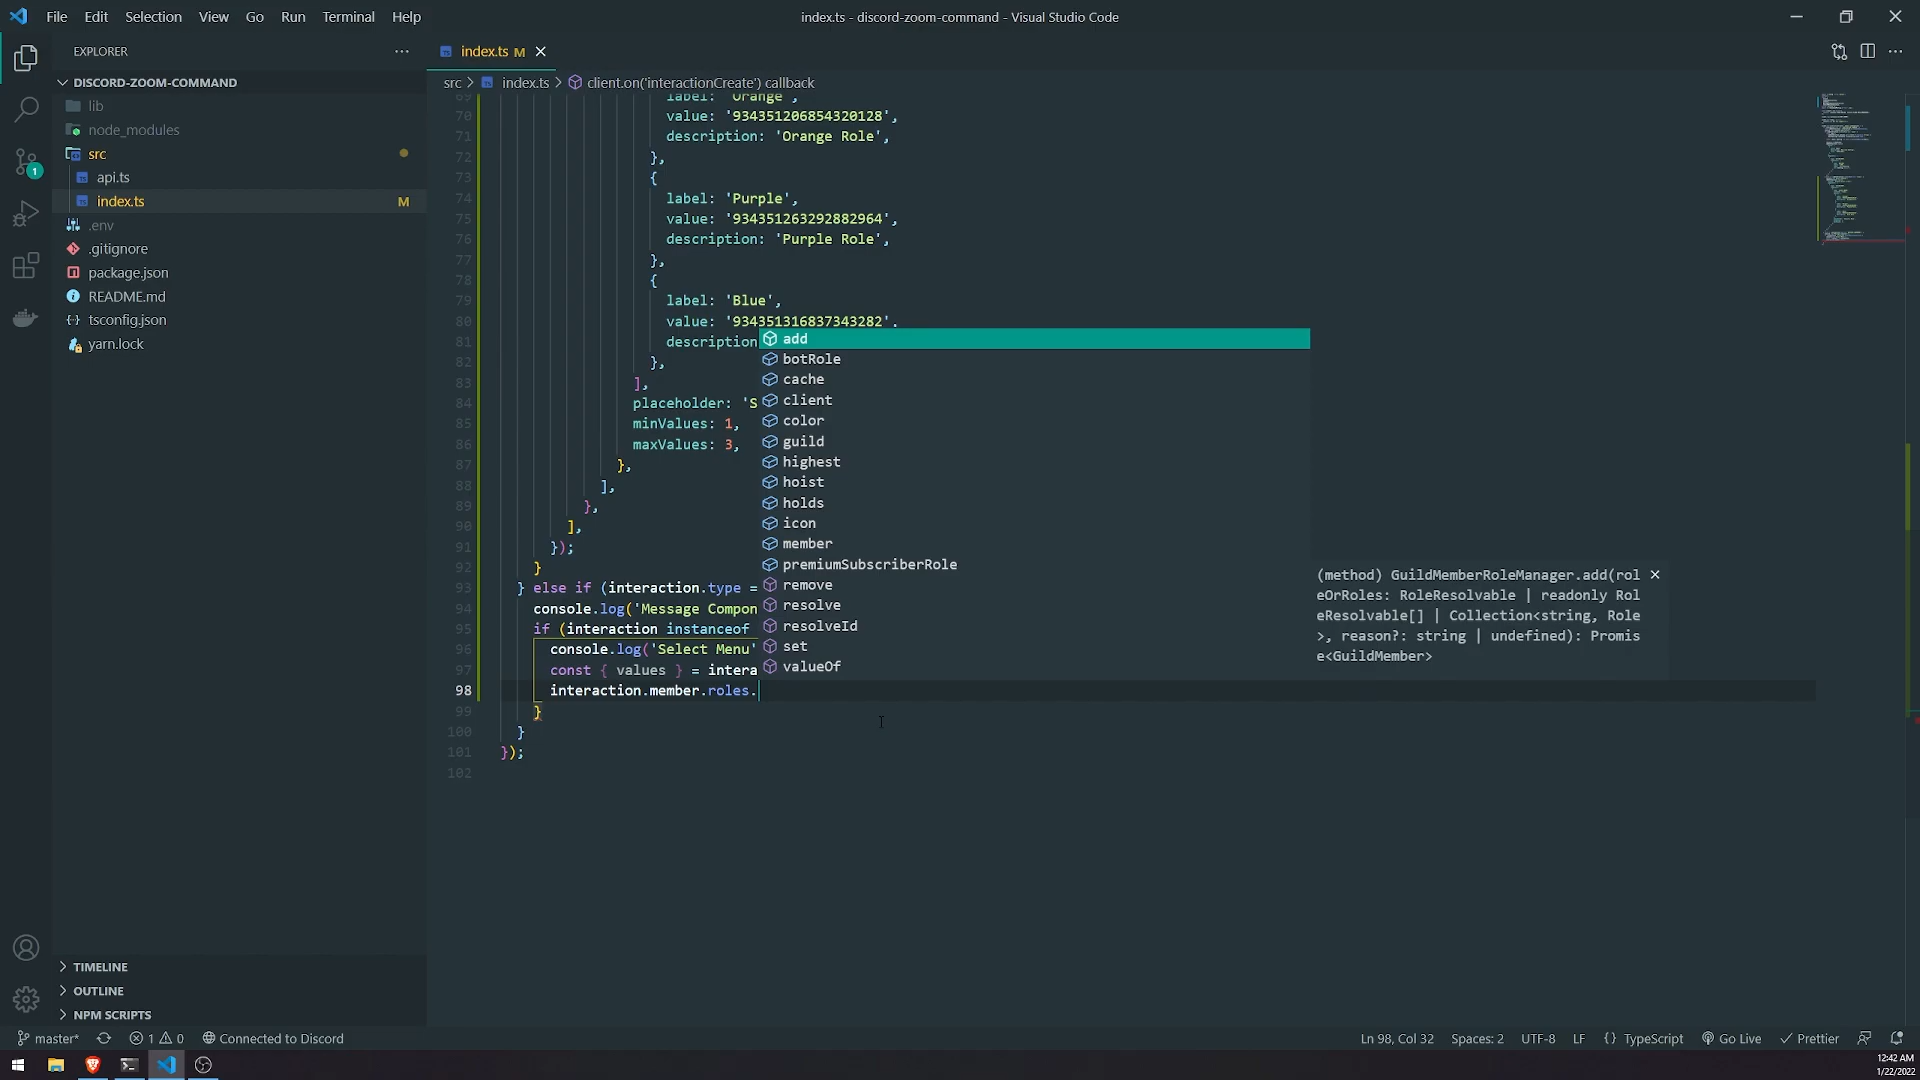 File Edit Selection View Go Run Terminal Help
index.ts - discord-zoom-command - Visual Studio Code
EXPLORER
DISCORD-ZOOM-COMMAND
lib
node_modules
src
api.ts
index.ts M
.env
.gitignore
package.json
README.md
tsconfig.json
yarn.lock
1
TIMELINE
OUTLINE
NPM SCRIPTS
index.ts M
src > index.ts > client.on('interactionCreate') callback
69 label: 'Orange',
70 value: '934351206854320128',
71 description: 'Orange Role',
72 },
73 {
74 label: 'Purple',
75 value: '934351263292882964',
76 description: 'Purple Role',
77 },
78 {
79 label: 'Blue',
80 value: '934351316837343282',
81 description
82 },
83 ],
84 placeholder: 'S
85 minValues: 1,
86 maxValues: 3,
87 },
88 ],
89 },
90 ],
91 });
92 }
93 } else if (interaction.type =
94 console.log('Message Compon
95 if (interaction instanceof
96 console.log('Select Menu'
97 const { values } = intera
98 interaction.member.roles.
99 }
100 }
101 });
102
add
botRole
cache
client
color
guild
highest
hoist
holds
icon
member
premiumSubscriberRole
remove
resolve
resolveId
set
valueOf
(method) GuildMemberRoleManager.add(rol
eOrRoles: RoleResolvable | readonly Rol
eResolvable[] | Collection<string, Role
>, reason?: string | undefined): Promis
e<GuildMember>
master* 1 0 Connected to Discord
Ln 98, Col 32 Spaces: 2 UTF-8 LF {} TypeScript Go Live Prettier
12:42 AM
1/22/2022